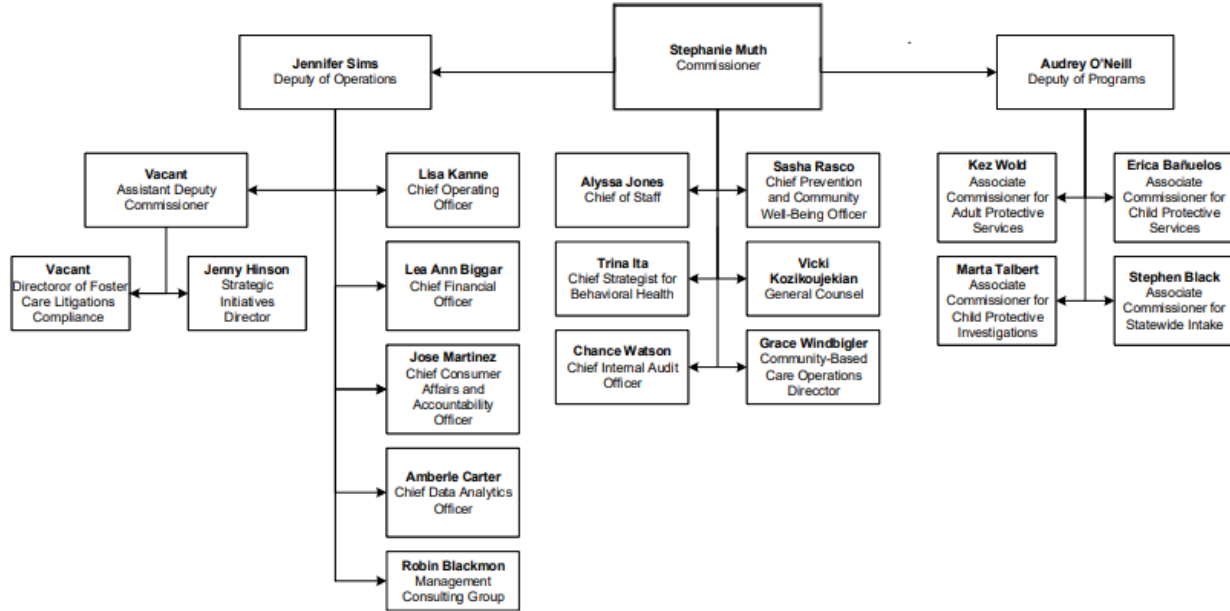 Stephanie Muth
Commissioner
Jennifer Sims
Deputy of Operations
Audrey O'Neill
Deputy of Programs
Vacant
Assistant Deputy
Commissioner
Lisa Kanne
Chief Operating
Officer
Alyssa Jones
Chief of Staff
Sasha Rasco
Chief Prevention
and Community
Well-Being Officer
Kez Wold
Associate
Commissioner for
Adult Protective
Services
Erica Bañuelos
Associate
Commissioner for
Child Protective
Services
Vacant
Directoror of Foster
Care Litigations
Compliance
Jenny Hinson
Strategic
Initiatives
Director
Lea Ann Biggar
Chief Financial
Officer
Trina Ita
Chief Strategist for
Behavioral Health
Vicki
Kozikoujekian
General Counsel
Marta Talbert
Associate
Commissioner for
Child Protective
Investigations
Stephen Black
Associate
Commissioner for
Statewide Intake
Jose Martinez
Chief Consumer
Affairs and
Accountability
Officer
Chance Watson
Chief Internal Audit
Officer
Grace Windbigler
Community-Based
Care Operations
Direcctor
Amberle Carter
Chief Data Analytics
Officer
Robin Blackmon
Management
Consulting Group